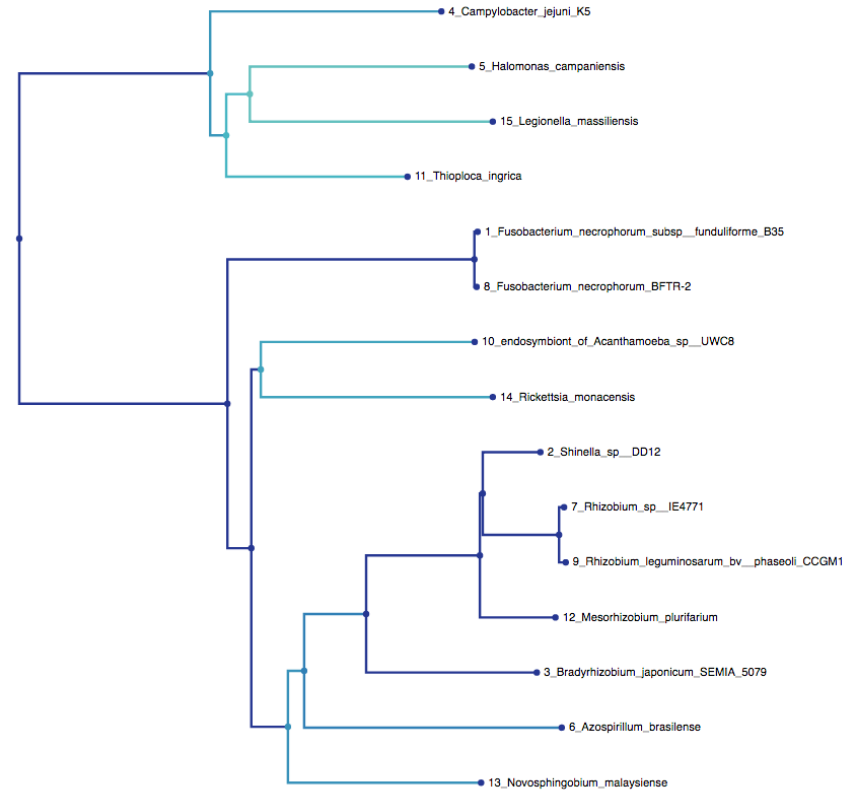 4_Campylobacter_jejuni_K5
5_Halomonas_campaniensis
15_Legionella_massiliensis
11_Thioploca_ingrica
1_Fusobacterium_necrophorum_subsp__funduliforme_B35
8_Fusobacterium_necrophorum_BFTR-2
10_endosymbiont_of_Acanthamoeba_sp__UWC8
14_Rickettsia_monacensis
2_Shinella_sp__DD12
7_Rhizobium_sp__IE4771
9_Rhizobium_leguminosarum_bv__phaseoli_CCGM1
12_Mesorhizobium_plurifarium
3_Bradyrhizobium_japonicum_SEMIA_5079
6_Azospirillum_brasilense
13_Novosphingobium_malaysiense